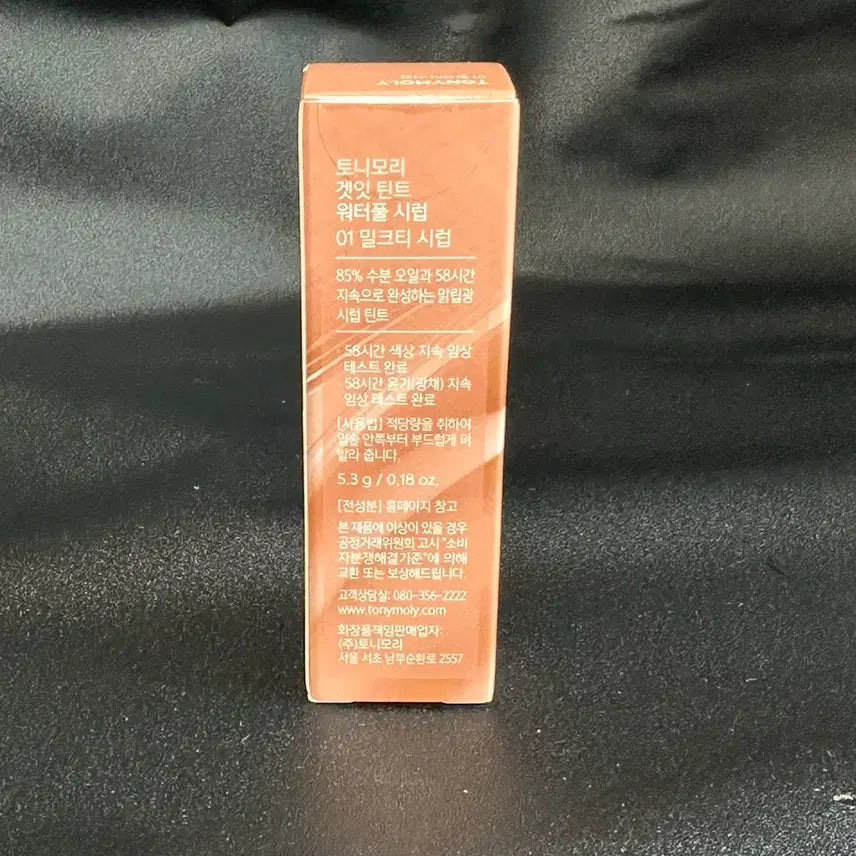 TONYMOLY
토니모리
겟잇 틴트
워터풀 시럽
01 밀크티 시럽
85% 수분 오일과 58시간
지속으로 완성하는 맑립광
시럽 틴트
· 58시간 색상 지속 임상
테스트 완료
· 58시간 윤기(광채) 지속
임상 테스트 완료
[사용법] 적당량을 취하여
입술 안쪽부터 부드럽게 펴
발라 줍니다.
5.3 g / 0.18 oz.
[전성분] 홈페이지 참고
본 제품에 이상이 있을 경우
공정거래위원회 고시 "소비
자분쟁해결기준"에 의해
교환 또는 보상해드립니다.
고객상담실: 080-356-2222
www.tonymoly.com
화장품책임판매업자:
(주)토니모리
서울 서초 남부순환로 2557